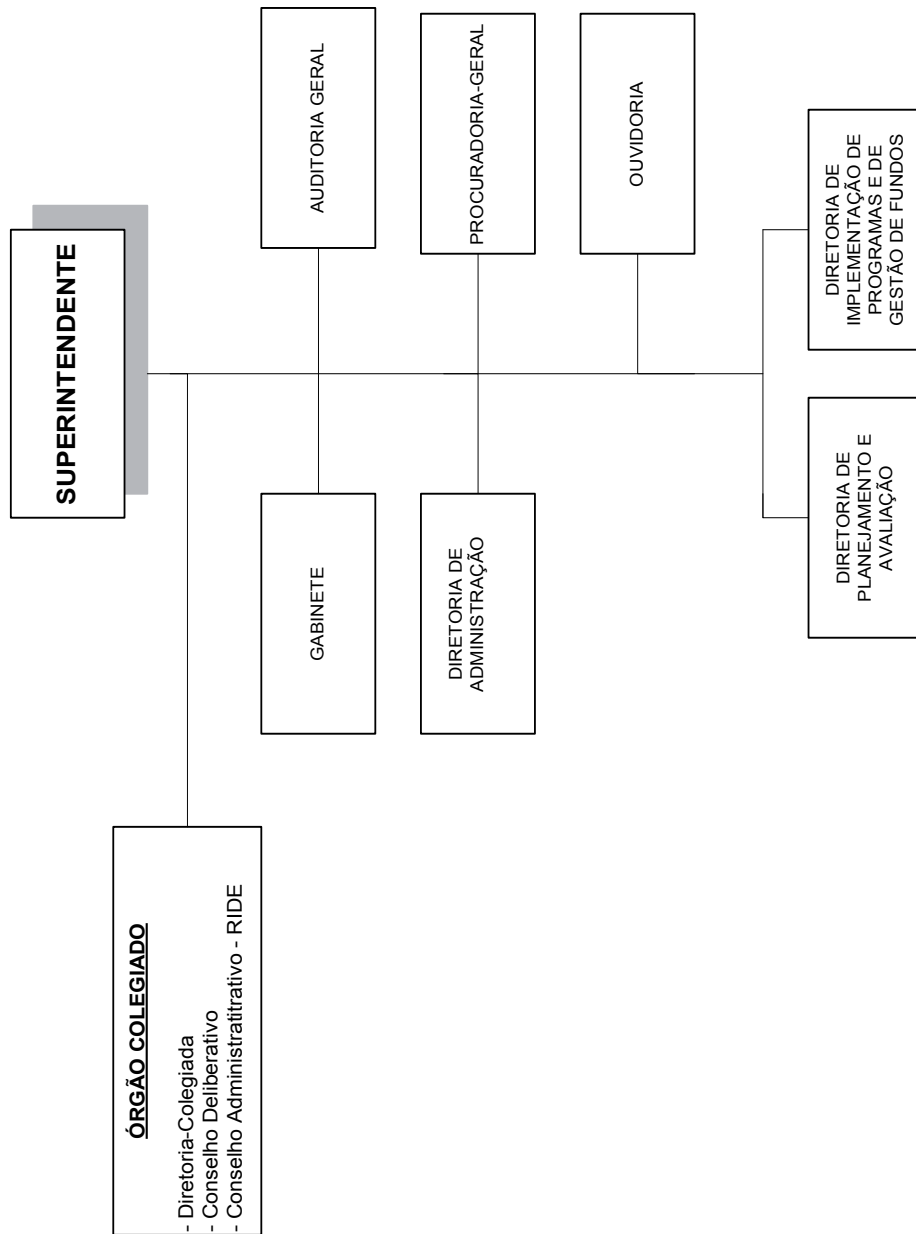 SUPERINTENDENTE
ÓRGÃO COLEGIADO
- Diretoria-Colegiada
- Conselho Deliberativo
- Conselho Administratitrativo - RIDE
GABINETE
AUDITORIA GERAL
DIRETORIA DE
ADMINISTRAÇÃO
PROCURADORIA-GERAL
OUVIDORIA
DIRETORIA DE
PLANEJAMENTO E
AVALIAÇÃO
DIRETORIA DE
IMPLEMENTAÇÃO DE
PROGRAMAS E DE
GESTÃO DE FUNDOS